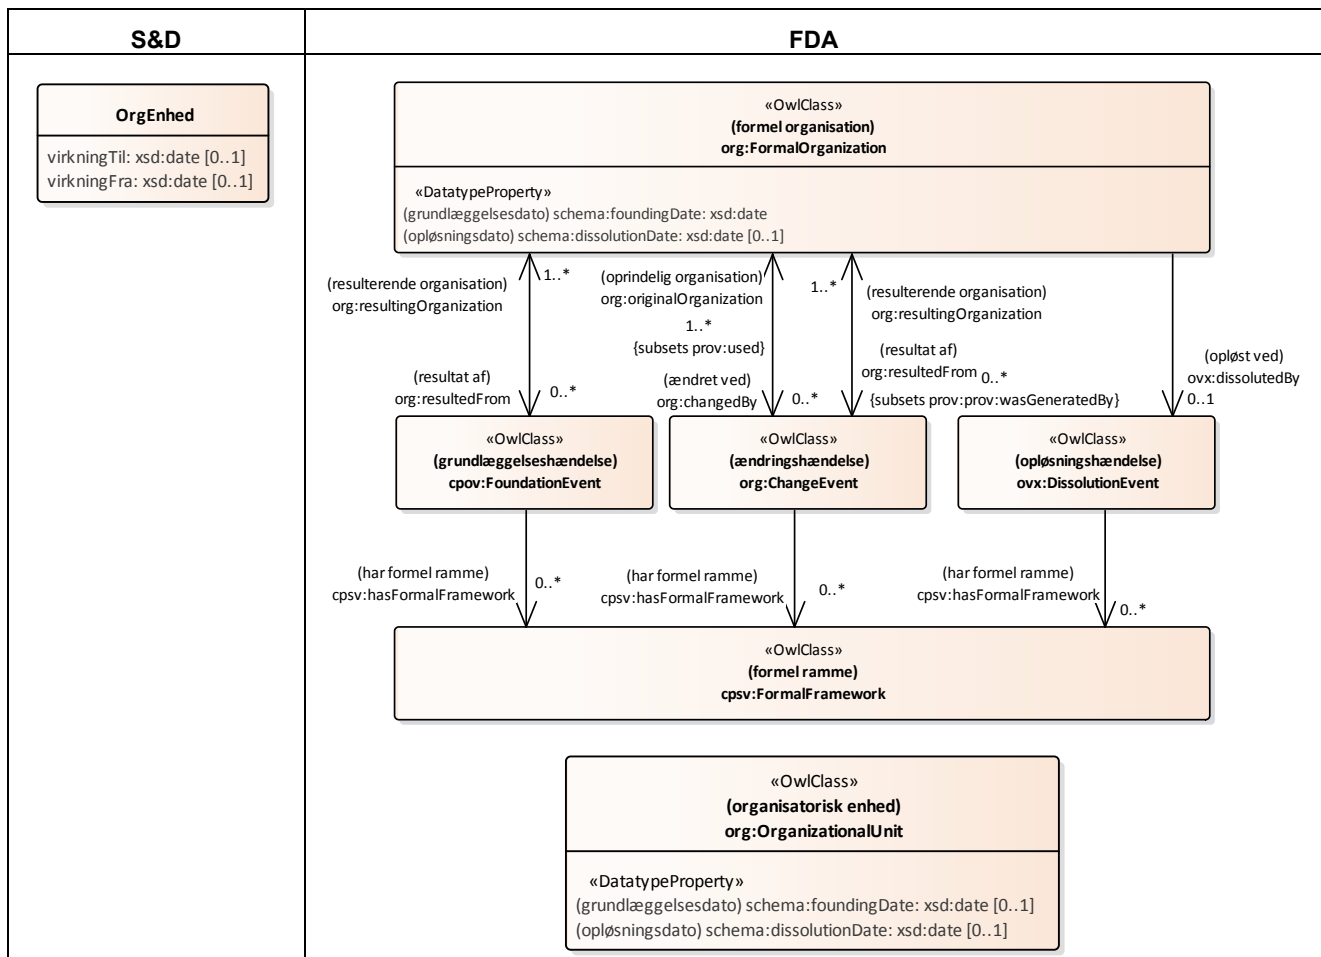 S&D
FDA
OrgEnhed
virkningTil: xsd:date [0..1]
virkningFra: xsd:date [0..1]
«OwlClass»
(formel organisation)
org:FormalOrganization
«DatatypeProperty»
(grundlæggelsesdato) schema:foundingDate: xsd:date
(opløsningsdato) schema:dissolutionDate: xsd:date [0..1]
(resulterende organisation)
org:resultingOrganization
1..*
(resultat af)
org:resultedFrom
0..*
(oprindelig organisation)
org:originalOrganization
1..*
{subsets prov:used}
(ændret ved)
org:changedBy
0..*
1..*
(resulterende organisation)
org:resultingOrganization
(resultat af)
org:resultedFrom
0..*
{subsets prov:prov:wasGeneratedBy}
(opløst ved)
ovx:dissolutedBy
0..1
«OwlClass»
(grundlæggelseshændelse)
cpov:FoundationEvent
«OwlClass»
(ændringshændelse)
org:ChangeEvent
«OwlClass»
(opløsningshændelse)
ovx:DissolutionEvent
(har formel ramme)
cpsv:hasFormalFramework
0..*
(har formel ramme)
cpsv:hasFormalFramework
0..*
(har formel ramme)
cpsv:hasFormalFramework
0..*
«OwlClass»
(formel ramme)
cpsv:FormalFramework
«OwlClass»
(organisatorisk enhed)
org:OrganizationalUnit
«DatatypeProperty»
(grundlæggelsesdato) schema:foundingDate: xsd:date [0..1]
(opløsningsdato) schema:dissolutionDate: xsd:date [0..1]